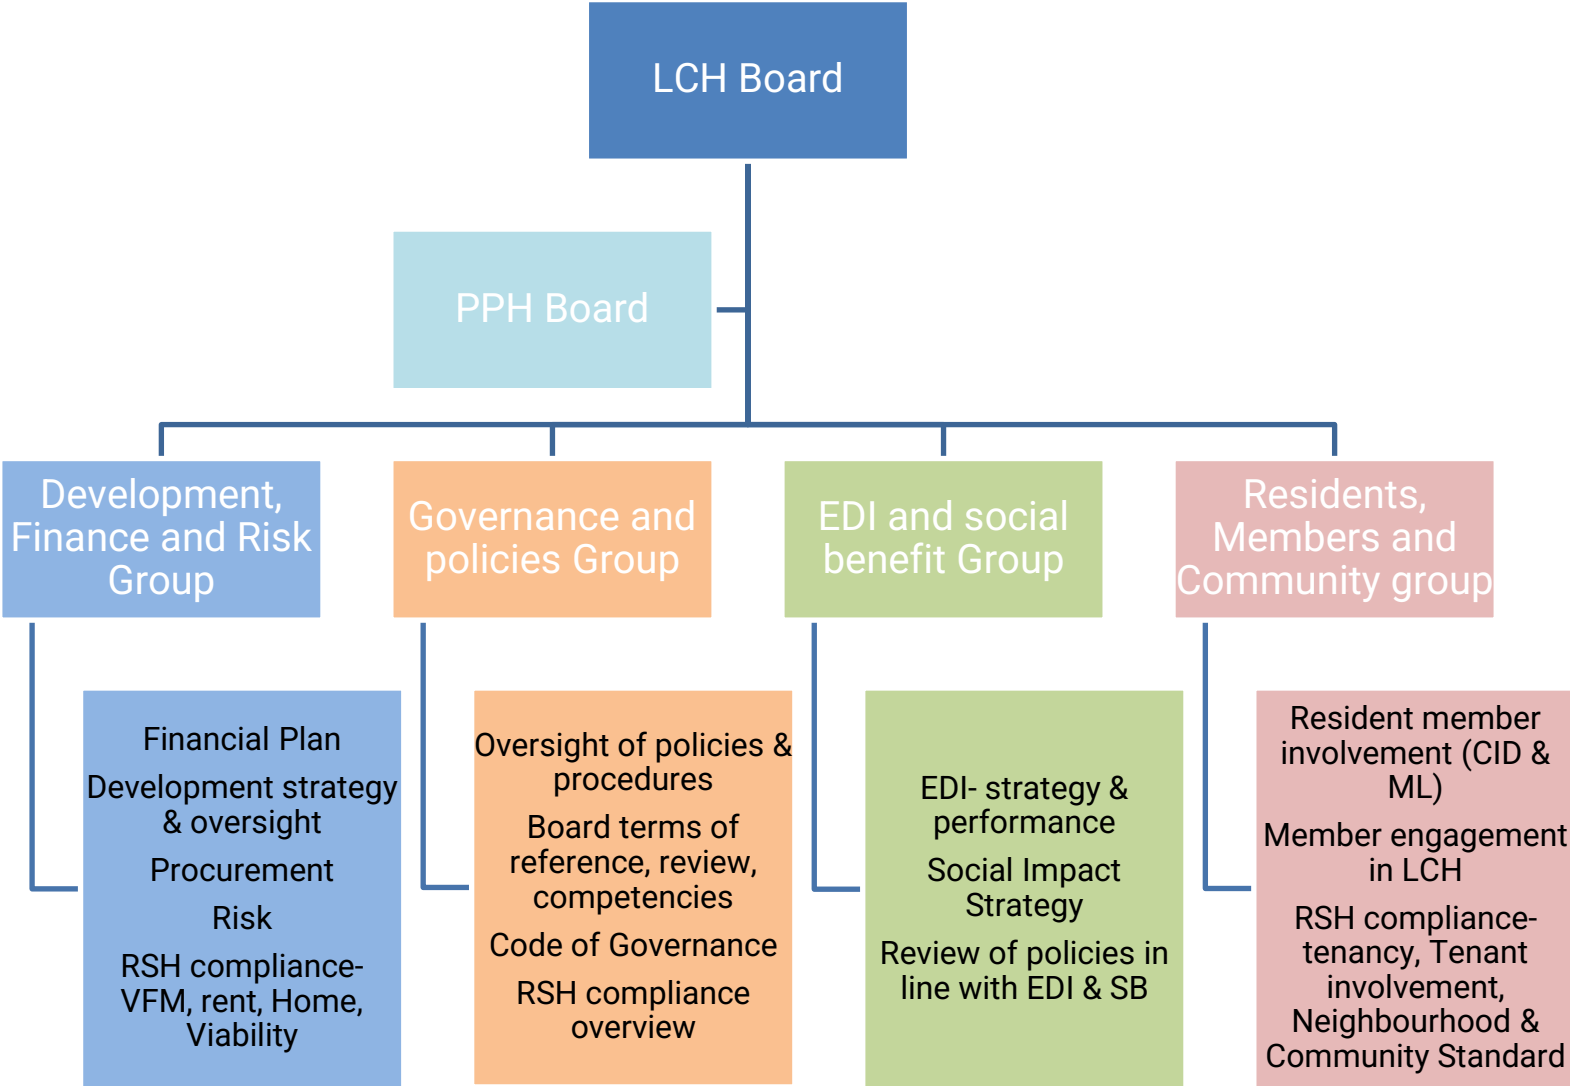 LCH Board
PPH Board
Development,
Finance and Risk
Group
Governance and
policies Group
EDI and social
benefit Group
Residents,
Members and
Community group
Financial Plan
Development strategy
& oversight
Procurement
Risk
RSH compliance-
VFM, rent, Home,
Viability
Oversight of policies &
procedures
Board terms of
reference, review,
competencies
Code of Governance
RSH compliance
overview
EDI- strategy &
performance
Social Impact
Strategy
Review of policies in
line with EDI & SB
Resident member
involvement (CID &
ML)
Member engagement
in LCH
RSH compliance-
tenancy, Tenant
involvement,
Neighbourhood &
Community Standard